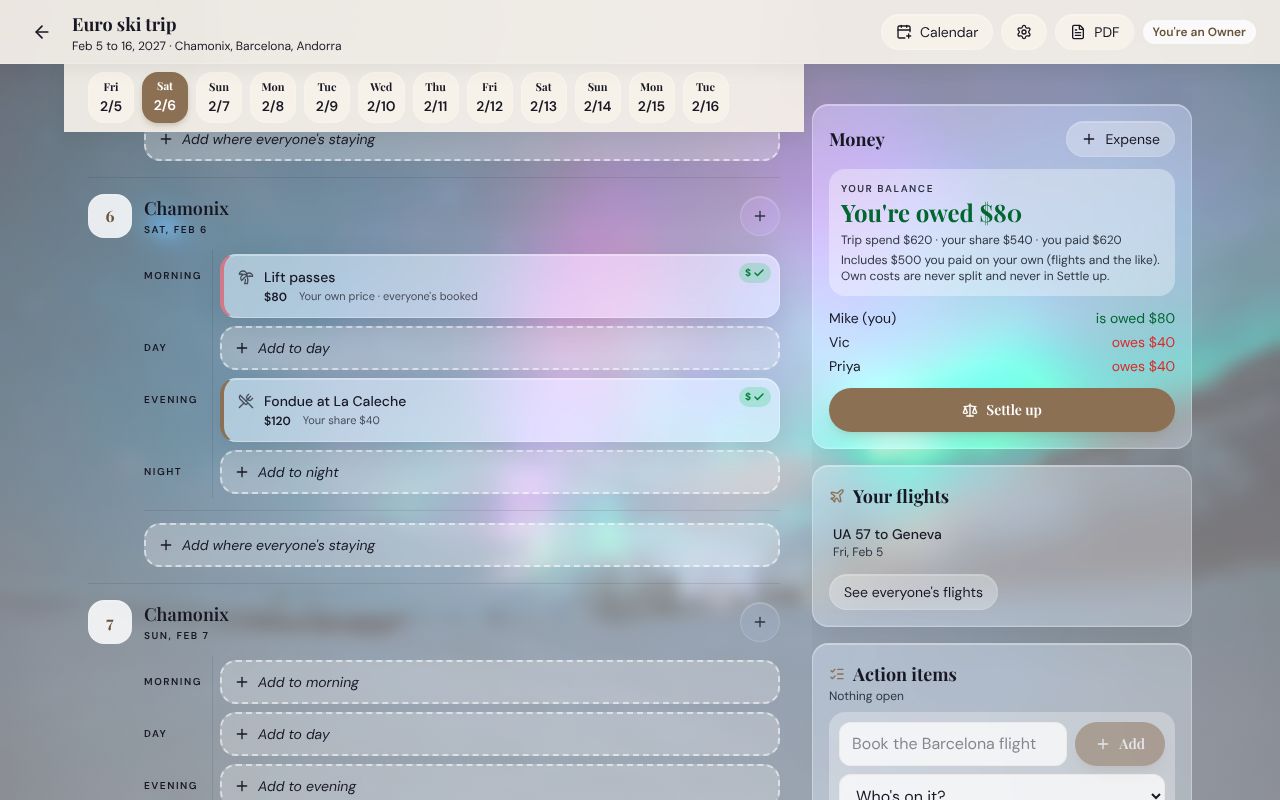 Euro ski trip
Feb 5 to 16, 2027 · Chamonix, Barcelona, Andorra
Calendar
PDF
You're an Owner
Fri 2/5
Sat 2/6
Sun 2/7
Mon 2/8
Tue 2/9
Wed 2/10
Thu 2/11
Fri 2/12
Sat 2/13
Sun 2/14
Mon 2/15
Tue 2/16
+ Add where everyone's staying
6
Chamonix
SAT, FEB 6
MORNING
Lift passes
$80 Your own price · everyone's booked
$ ✓
DAY
+ Add to day
EVENING
Fondue at La Caleche
$120 Your share $40
$ ✓
NIGHT
+ Add to night
+ Add where everyone's staying
7
Chamonix
SUN, FEB 7
MORNING
+ Add to morning
DAY
+ Add to day
EVENING
+ Add to evening
Money
+ Expense
YOUR BALANCE
You're owed $80
Trip spend $620 · your share $540 · you paid $620
Includes $500 you paid on your own (flights and the like).
Own costs are never split and never in Settle up.
Mike (you) is owed $80
Vic owes $40
Priya owes $40
Settle up
Your flights
UA 57 to Geneva
Fri, Feb 5
See everyone's flights
Action items
Nothing open
Book the Barcelona flight
+ Add
Who's on it?